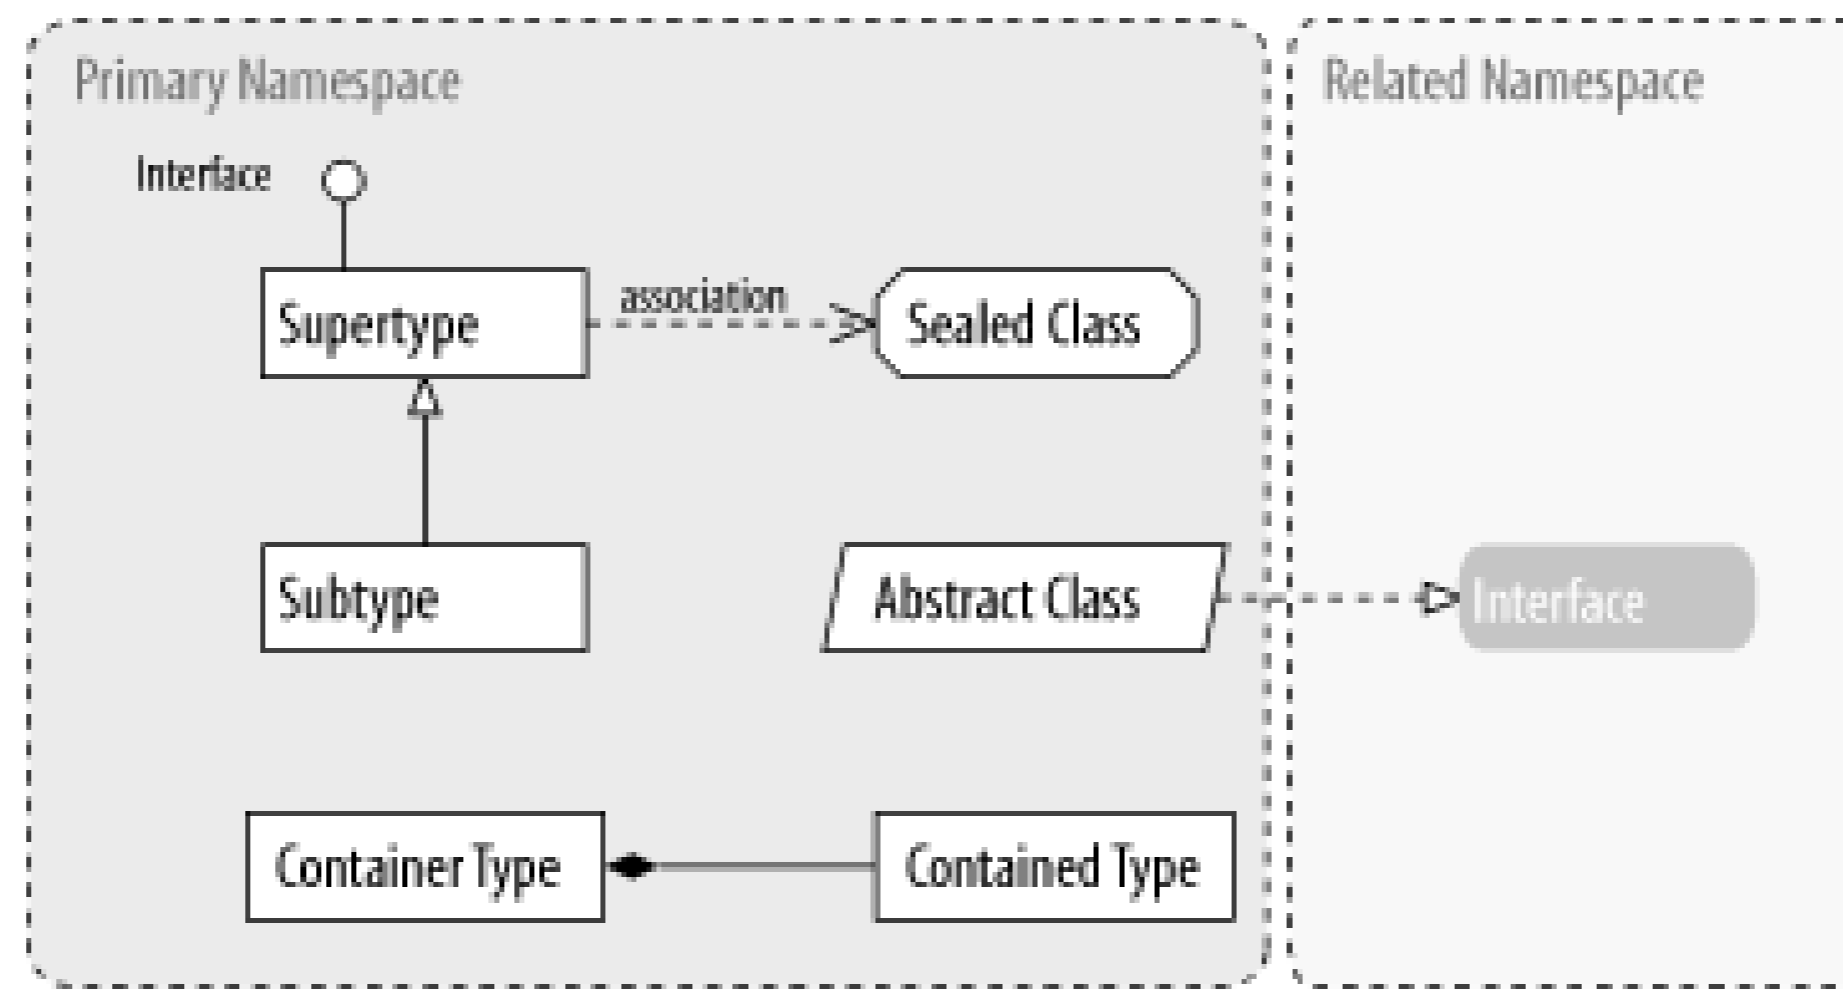 Primary Namespace
Related Namespace
Interface
association
Supertype
Sealed Class
Subtype
Abstract Class
Interface
Container Type
Contained Type